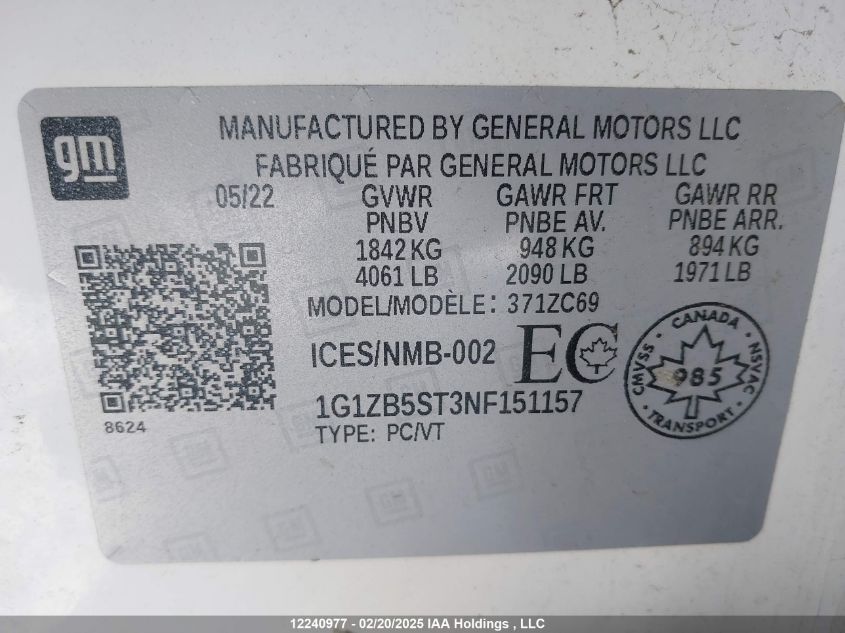 gm
MANUFACTURED BY GENERAL MOTORS LLC
FABRIQUÉ PAR GENERAL MOTORS LLC
05/22 GVWR GAWR FRT GAWR RR
PNBV PNBE AV. PNBE ARR.
1842 KG 948 KG 894 KG
4061 LB 2090 LB 1971 LB
MODEL/MODÈLE: 371ZC69
ICES/NMB-002 EC
CANADA
CMVSS 985 NSVAC
TRANSPORT
1G1ZB5ST3NF151157
8624
TYPE: PC/VT
12240977 - 02/20/2025 IAA Holdings , LLC